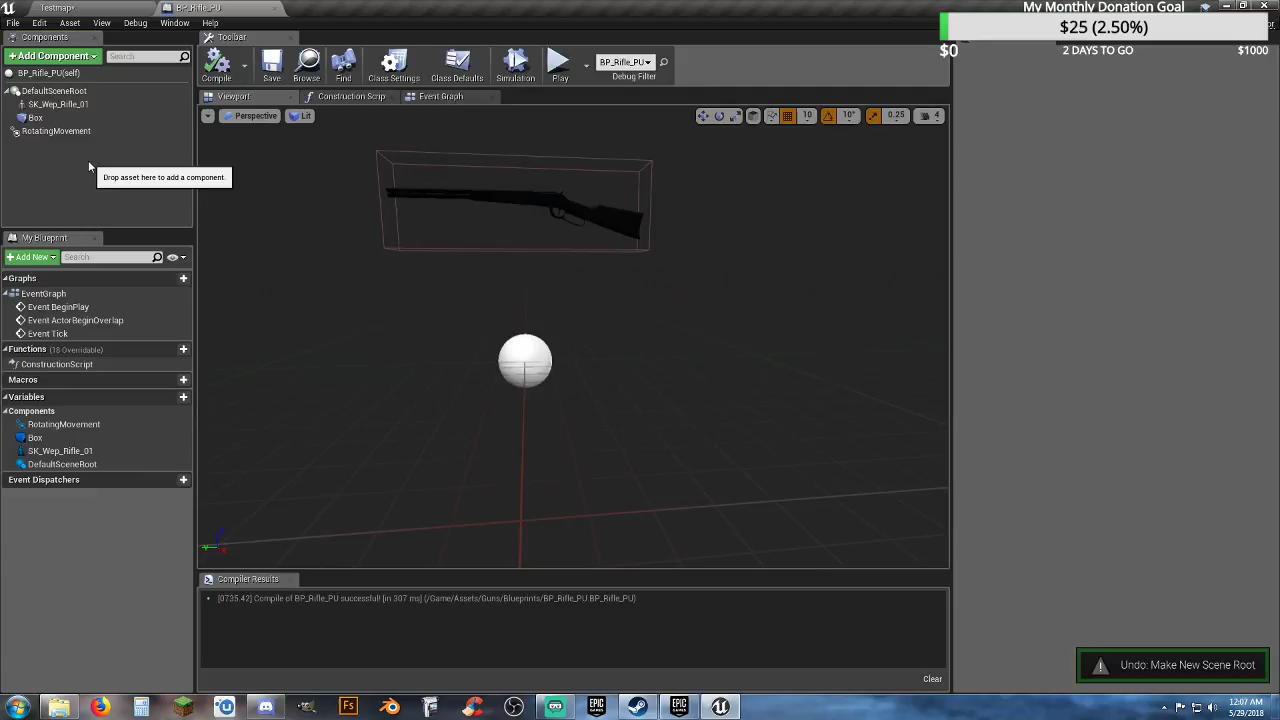 Testmap*
BP_Rifle_PU
My Monthly Donation Goal
File Edit Asset View Debug Window Help
$25 (2.50%)
Components
Toolbar
$0
2 DAYS TO GO
$1000
Add Component
Search
Compile
Save
Browse
Find
Class Settings
Class Defaults
Simulation
Play
BP_Rifle_PU
Debug Filter
BP_Rifle_PU(self)
DefaultSceneRoot
SK_Wep_Rifle_01
Box
RotatingMovement
Viewport
Construction Scrip
Event Graph
Perspective
Lit
10
10°
0.25
4
Drop asset here to add a component.
My Blueprint
Add New
Search
Graphs
EventGraph
Event BeginPlay
Event ActorBeginOverlap
Event Tick
Functions (18 Overridable)
ConstructionScript
Macros
Variables
Components
RotatingMovement
Box
SK_Wep_Rifle_01
DefaultSceneRoot
Event Dispatchers
Compiler Results
[0735.42] Compile of BP_Rifle_PU successful! [in 307 ms] (/Game/Assets/Guns/Blueprints/BP_Rifle_PU.BP_Rifle_PU)
Clear
Undo: Make New Scene Root
Fs
EPIC GAMES
EPIC GAMES
12:07 AM
5/29/2018